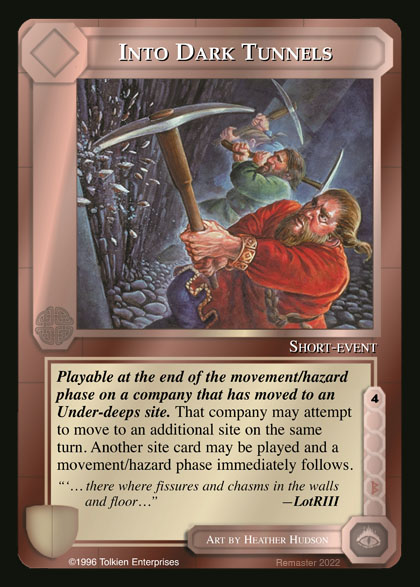 INTO DARK TUNNELS
SHORT-EVENT
Playable at the end of the movement/hazard
phase on a company that has moved to an
Under-deeps site. That company may attempt
to move to an additional site on the same
turn. Another site card may be played and a
movement/hazard phase immediately follows.
4
“‘… there where fissures and chasms in the walls
and floor…”
—LotRIII
ART BY HEATHER HUDSON
©1996 Tolkien Enterprises
Remaster 2022